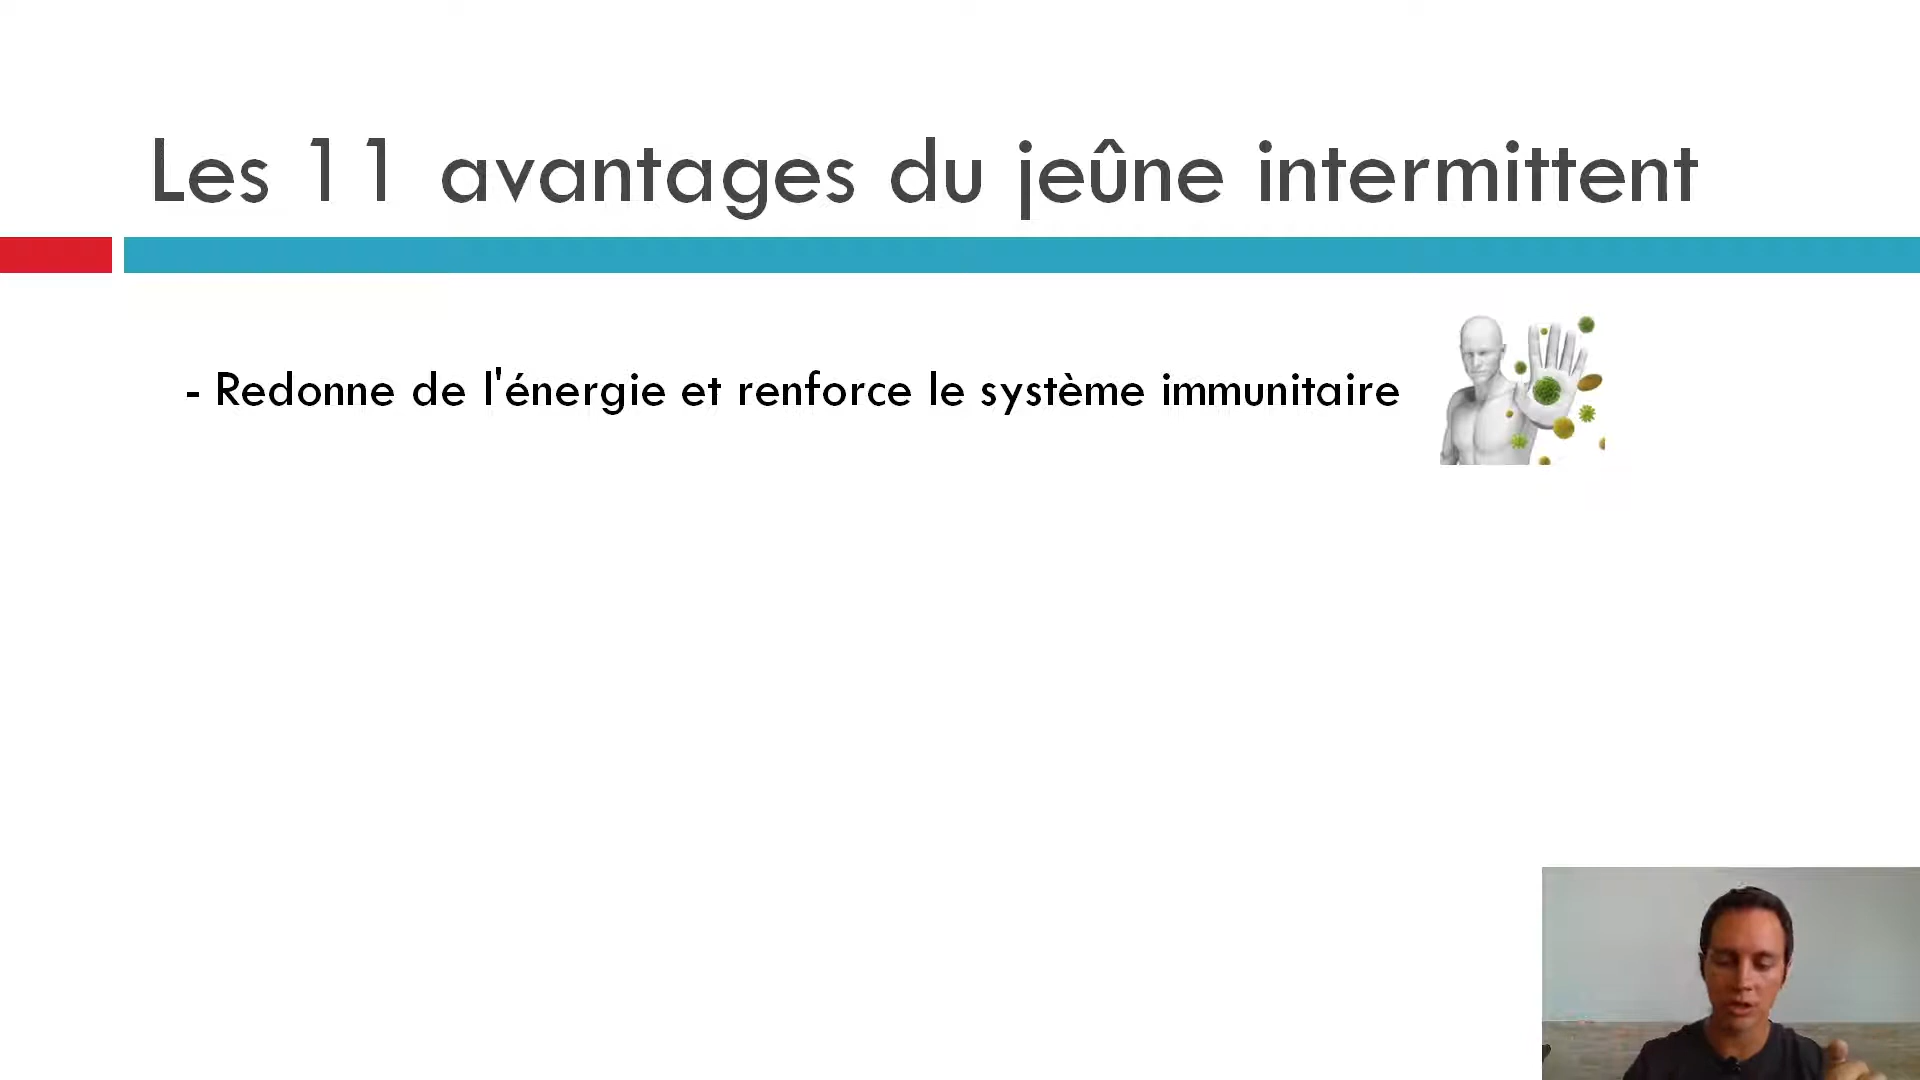 Les 11 avantages du jeûne intermittent
- Redonne de l'énergie et renforce le système immunitaire